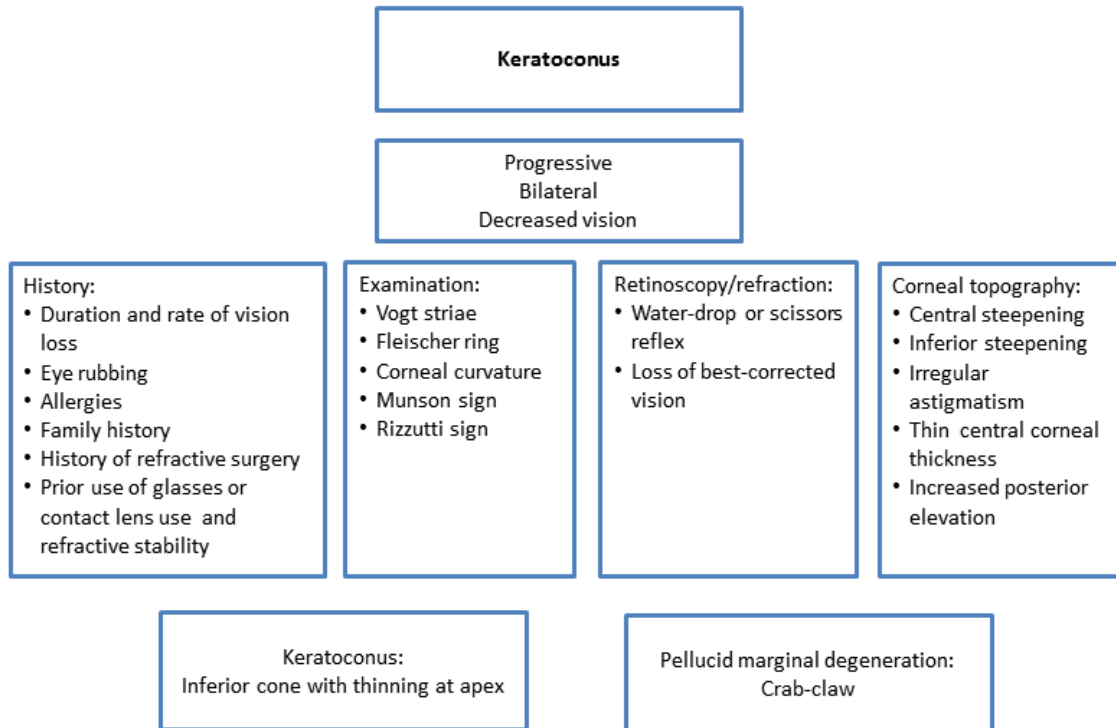 Keratoconus
Progressive
Bilateral
Decreased vision
History:
• Duration and rate of vision
loss
• Eye rubbing
• Allergies
• Family history
• History of refractive surgery
• Prior use of glasses or
contact lens use and
refractive stability
Examination:
• Vogt striae
• Fleischer ring
• Corneal curvature
• Munson sign
• Rizzutti sign
Retinoscopy/refraction:
• Water-drop or scissors
reflex
• Loss of best-corrected
vision
Corneal topography:
• Central steepening
• Inferior steepening
• Irregular
astigmatism
• Thin central corneal
thickness
• Increased posterior
elevation
Keratoconus:
Inferior cone with thinning at apex
Pellucid marginal degeneration:
Crab-claw